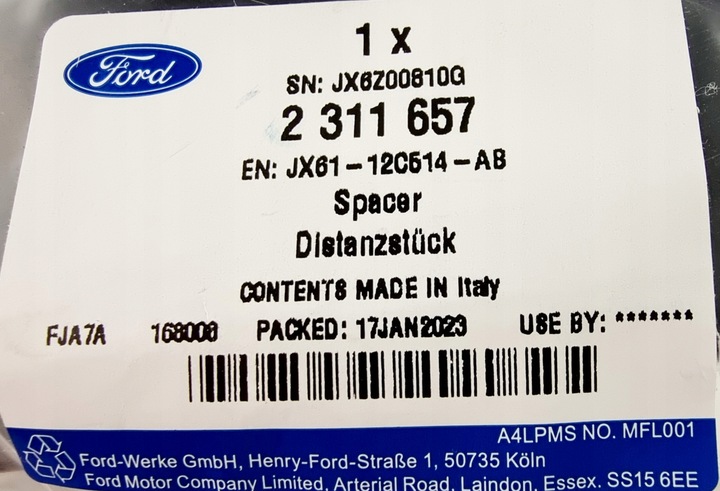 Ford
1 x
SN: JX6Z00810G
2 311 657
EN: JX61-12C514-AB
Spacer
Distanzstück
CONTENTS MADE IN Italy
FJA7A 168008 PACKED: 17JAN2023 USE BY: *******
A4LPMS NO. MFL001
Ford-Werke GmbH, Henry-Ford-Straße 1, 50735 Köln
Ford Motor Company Limited, Arterial Road, Laindon, Essex. SS15 6EE